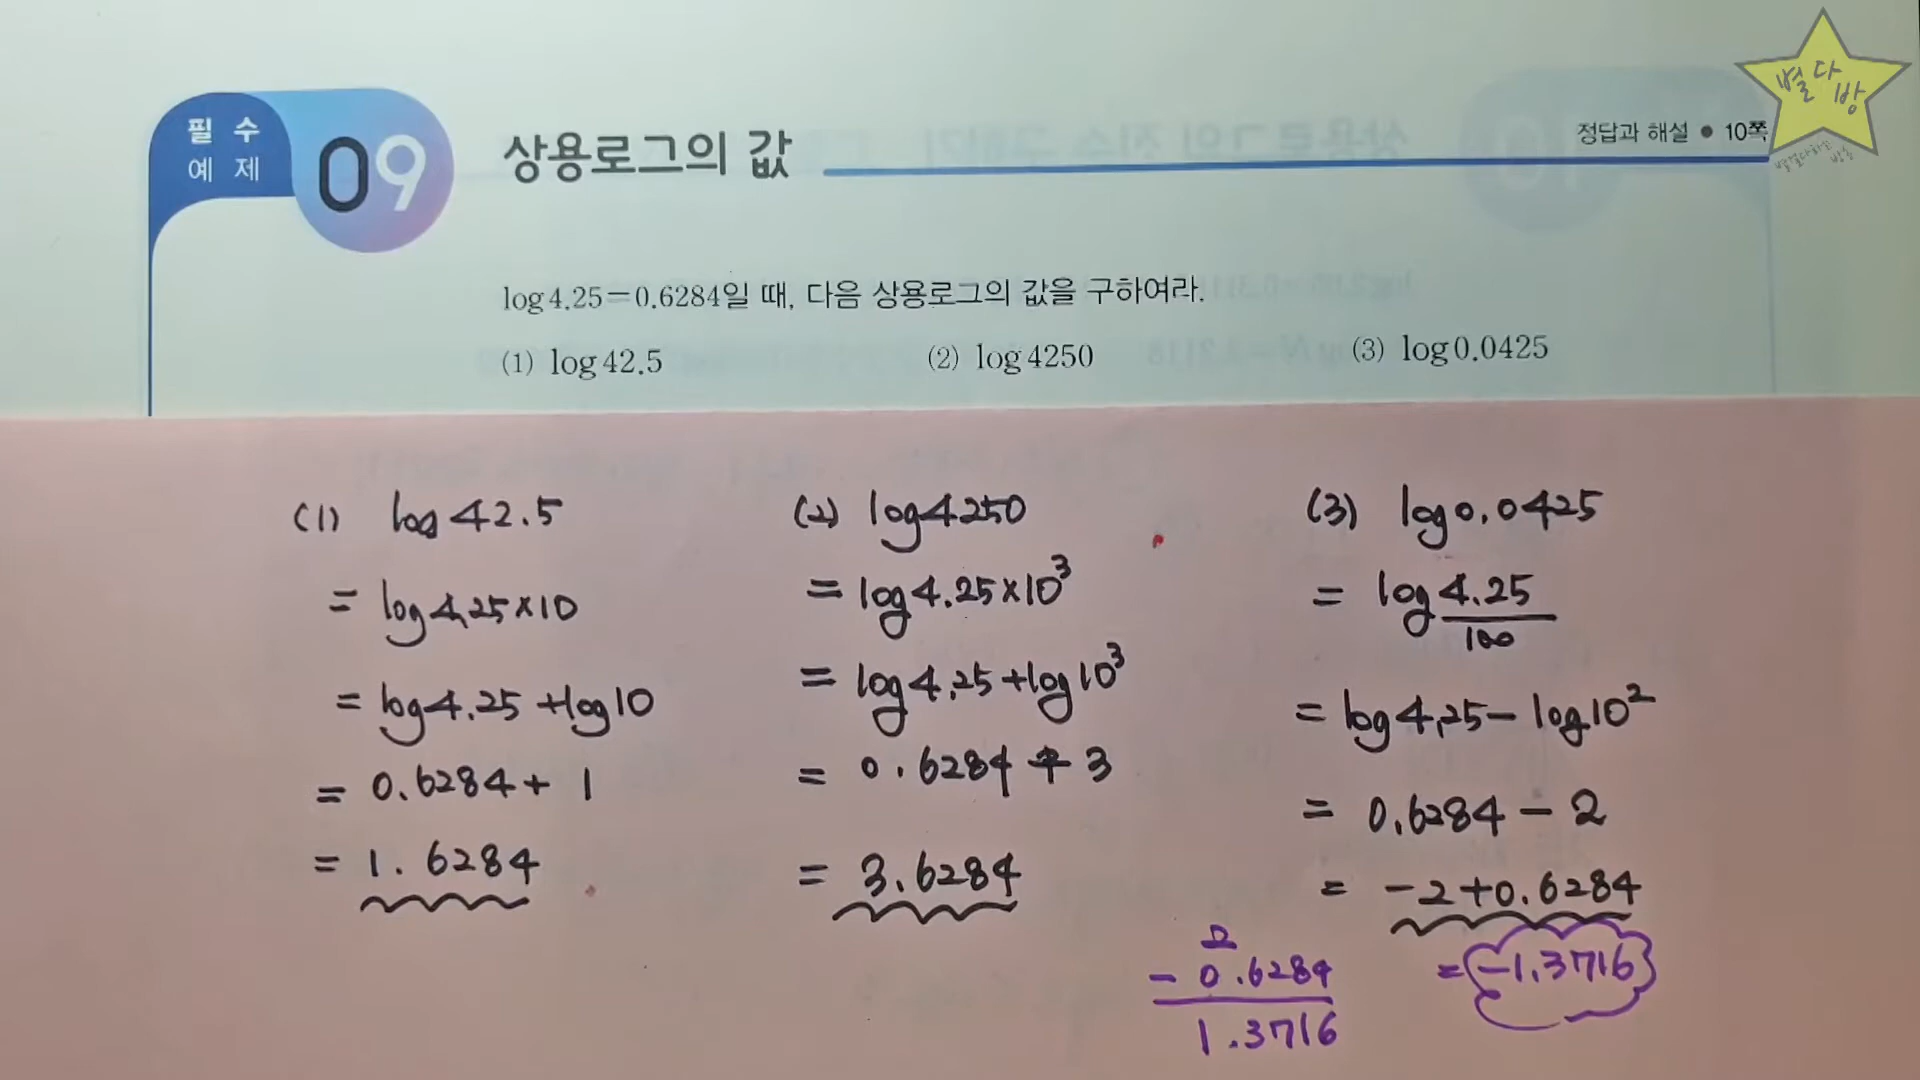 필수
예제
09
상용로그의 값
정답과 해설 ● 10쪽
별다방
log 4.25=0.6284일 때, 다음 상용로그의 값을 구하여라.
(1) log 42.5
(2) log 4250
(3) log 0.0425
(1) log 42.5
= log 4.25×10
= log 4.25 + log 10
= 0.6284 + 1
= 1.6284
(2) log 4250
= log 4.25×10³
= log 4.25 + log 10³
= 0.6284 + 3
= 3.6284
(3) log 0.0425
= log 4.25/100
= log 4.25 − log 10²
= 0.6284 − 2
= −2+0.6284
= −1.3716
2
− 0.6284
1.3716